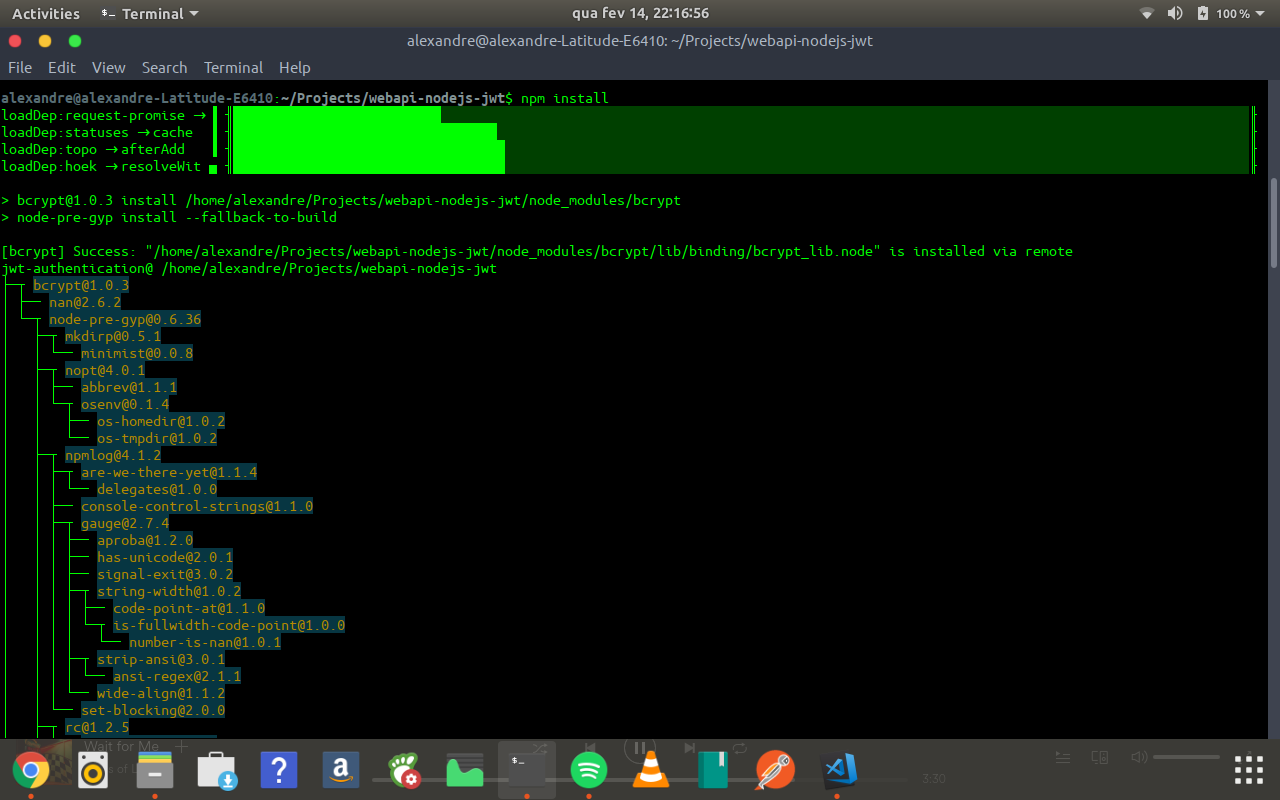 Activities Terminal qua fev 14, 22:16:56 100 %
alexandre@alexandre-Latitude-E6410: ~/Projects/webapi-nodejs-jwt
File Edit View Search Terminal Help
alexandre@alexandre-Latitude-E6410:~/Projects/webapi-nodejs-jwt$ npm install
loadDep:request-promise →
loadDep:statuses → cache
loadDep:topo → afterAdd
loadDep:hoek → resolveWit
> bcrypt@1.0.3 install /home/alexandre/Projects/webapi-nodejs-jwt/node_modules/bcrypt
> node-pre-gyp install --fallback-to-build
[bcrypt] Success: "/home/alexandre/Projects/webapi-nodejs-jwt/node_modules/bcrypt/lib/binding/bcrypt_lib.node" is installed via remote
jwt-authentication@ /home/alexandre/Projects/webapi-nodejs-jwt
bcrypt@1.0.3
nan@2.6.2
node-pre-gyp@0.6.36
mkdirp@0.5.1
minimist@0.0.8
nopt@4.0.1
abbrev@1.1.1
osenv@0.1.4
os-homedir@1.0.2
os-tmpdir@1.0.2
npmlog@4.1.2
are-we-there-yet@1.1.4
delegates@1.0.0
console-control-strings@1.1.0
gauge@2.7.4
aproba@1.2.0
has-unicode@2.0.1
signal-exit@3.0.2
string-width@1.0.2
code-point-at@1.1.0
is-fullwidth-code-point@1.0.0
number-is-nan@1.0.1
strip-ansi@3.0.1
ansi-regex@2.1.1
wide-align@1.1.2
set-blocking@2.0.0
rc@1.2.5
Wait for Me
of
3:30